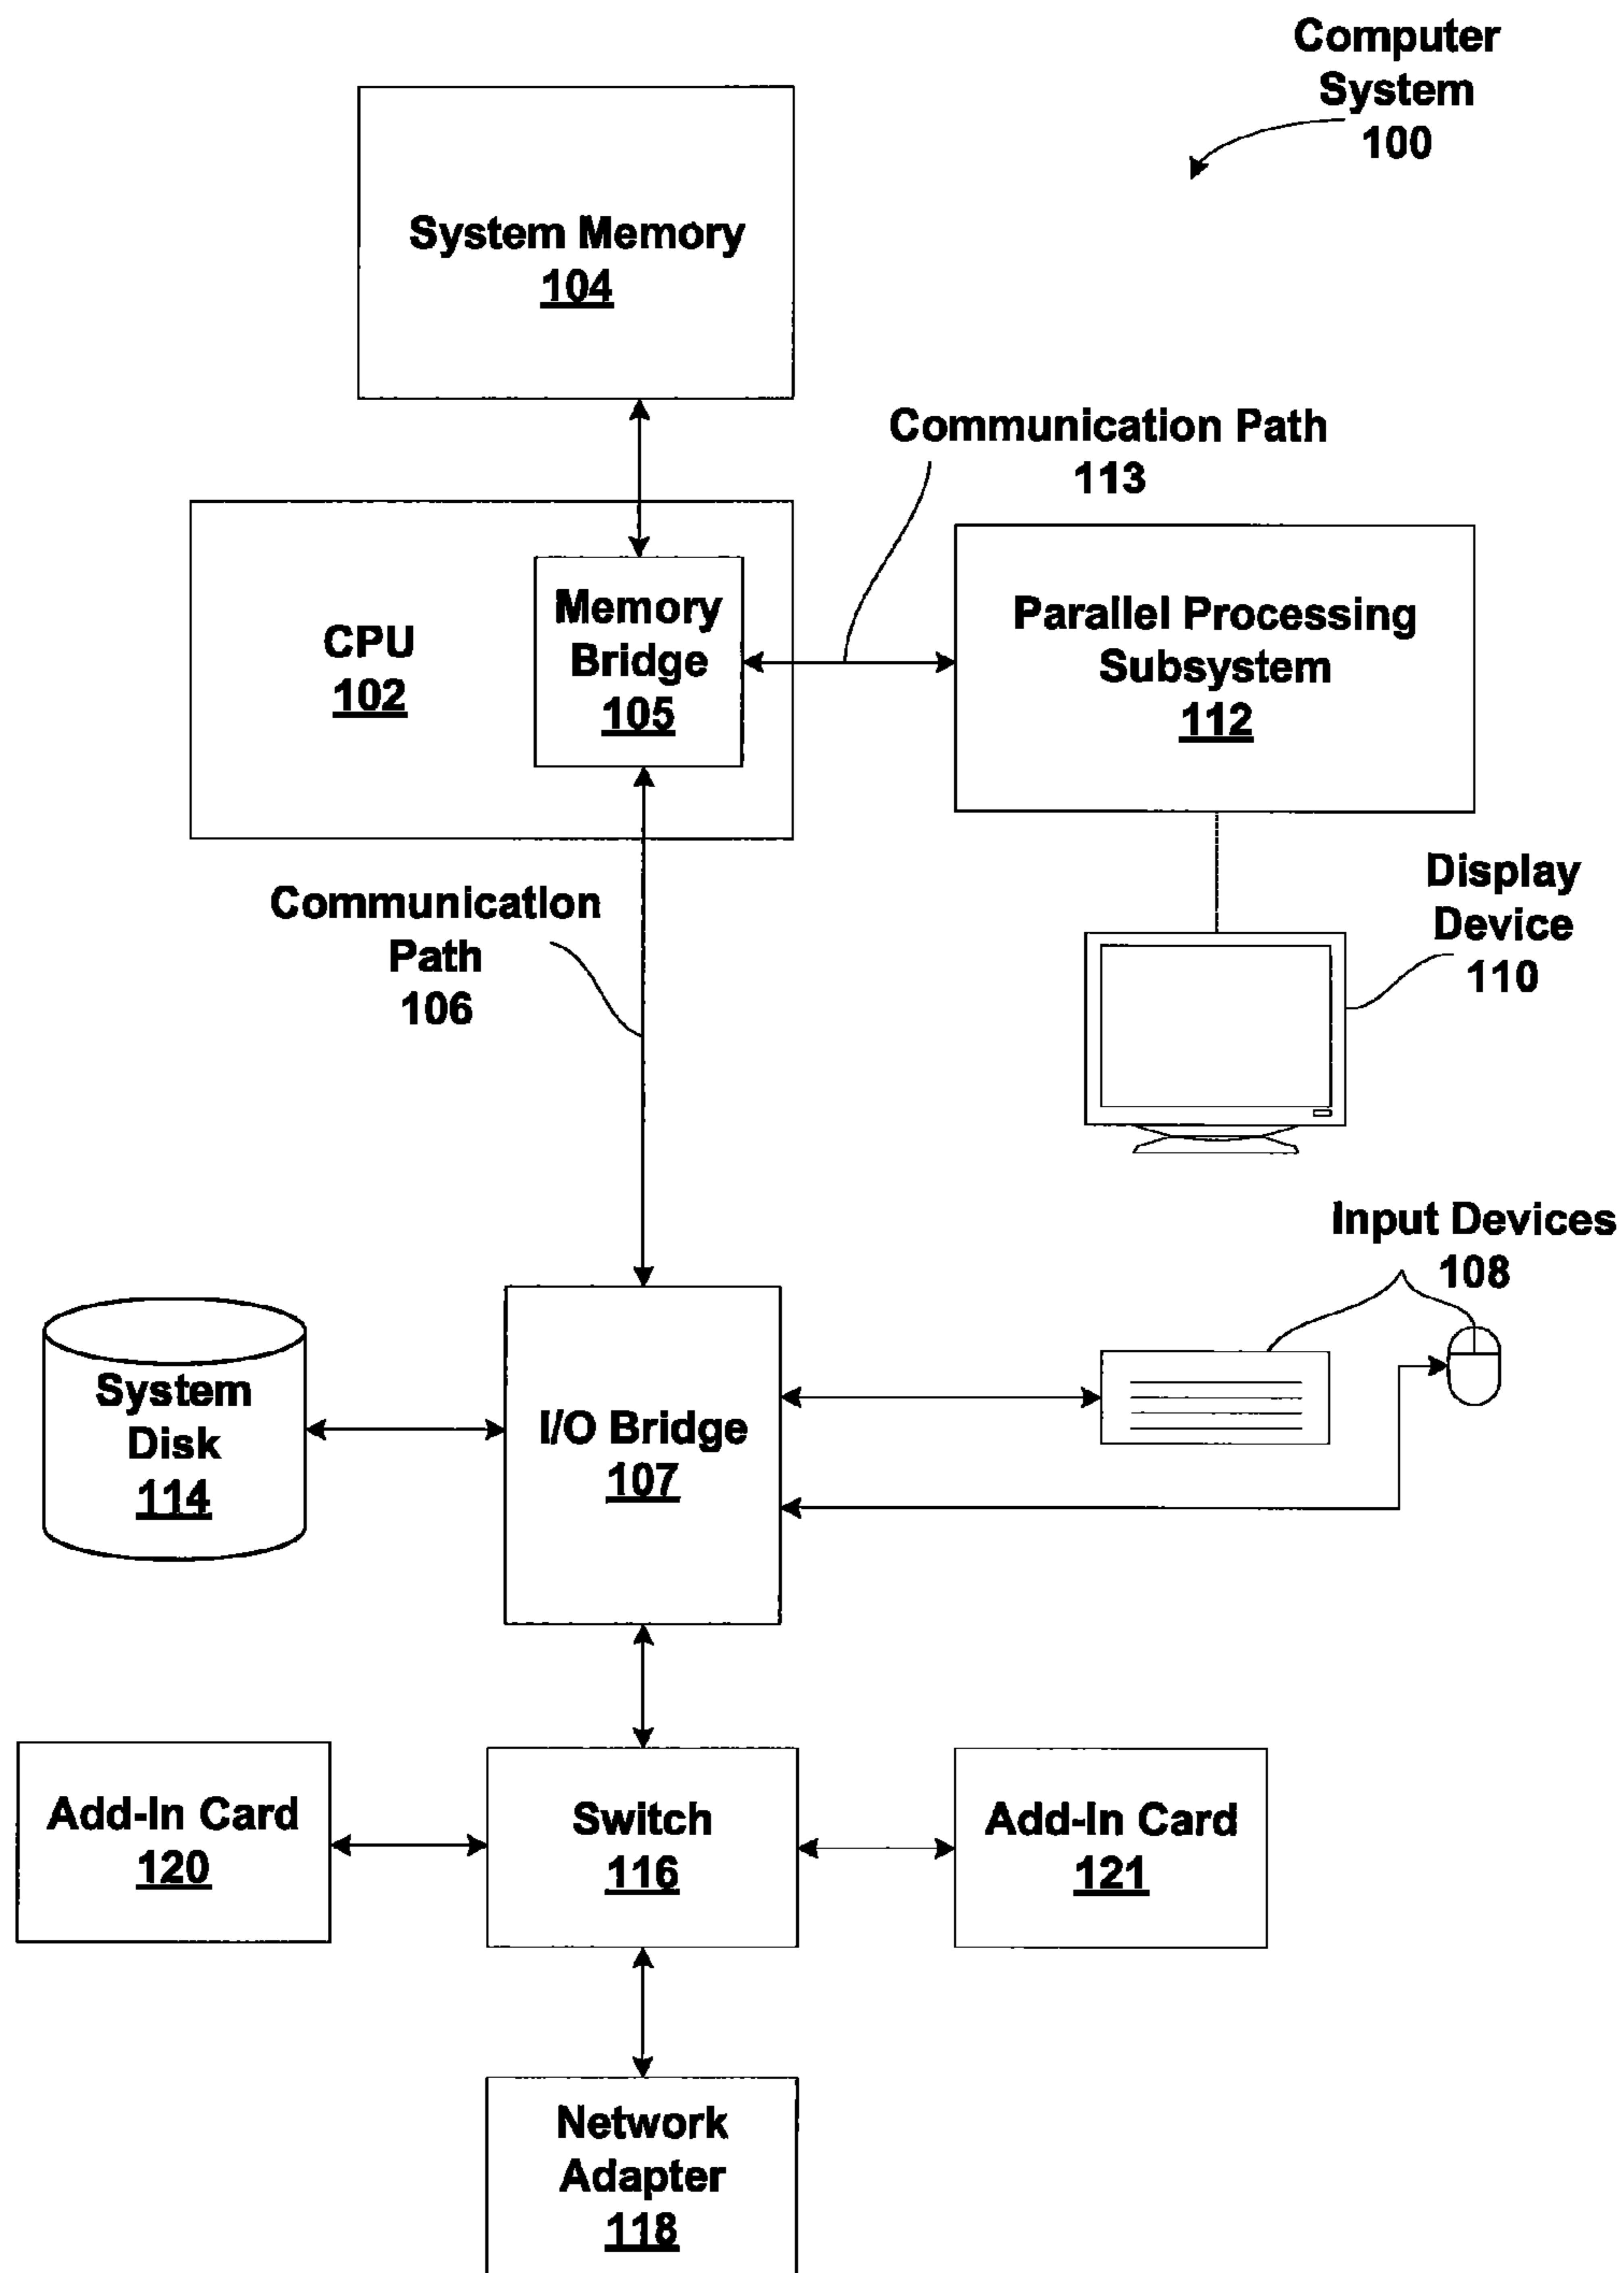 Computer
System
100
System Memory
104
Communication Path
113
CPU
102
Memory
Bridge
105
Parallel Processing
Subsystem
112
Communication
Path
106
Display
Device
110
Input Devices
108
System
Disk
114
I/O Bridge
107
Add-In Card
120
Switch
116
Add-In Card
121
Network
Adapter
118